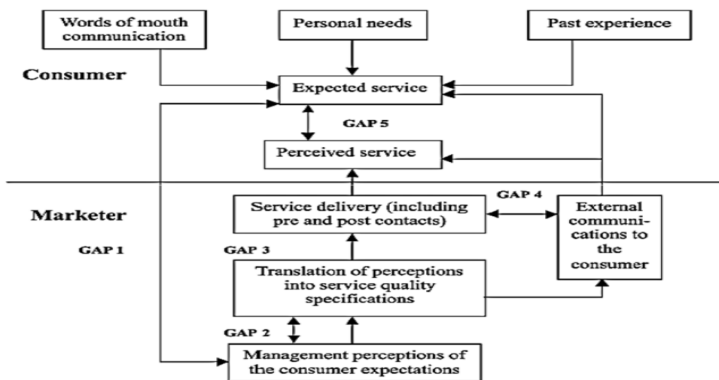 Words of mouth
communication
Personal needs
Past experience
Consumer
Expected service
GAP 5
Perceived service
Marketer
GAP 1
Service delivery (including
pre and post contacts)
GAP 4
External
communi-
cations to
the
consumer
GAP 3
Translation of perceptions
into service quality
specifications
GAP 2
Management perceptions of
the consumer expectations